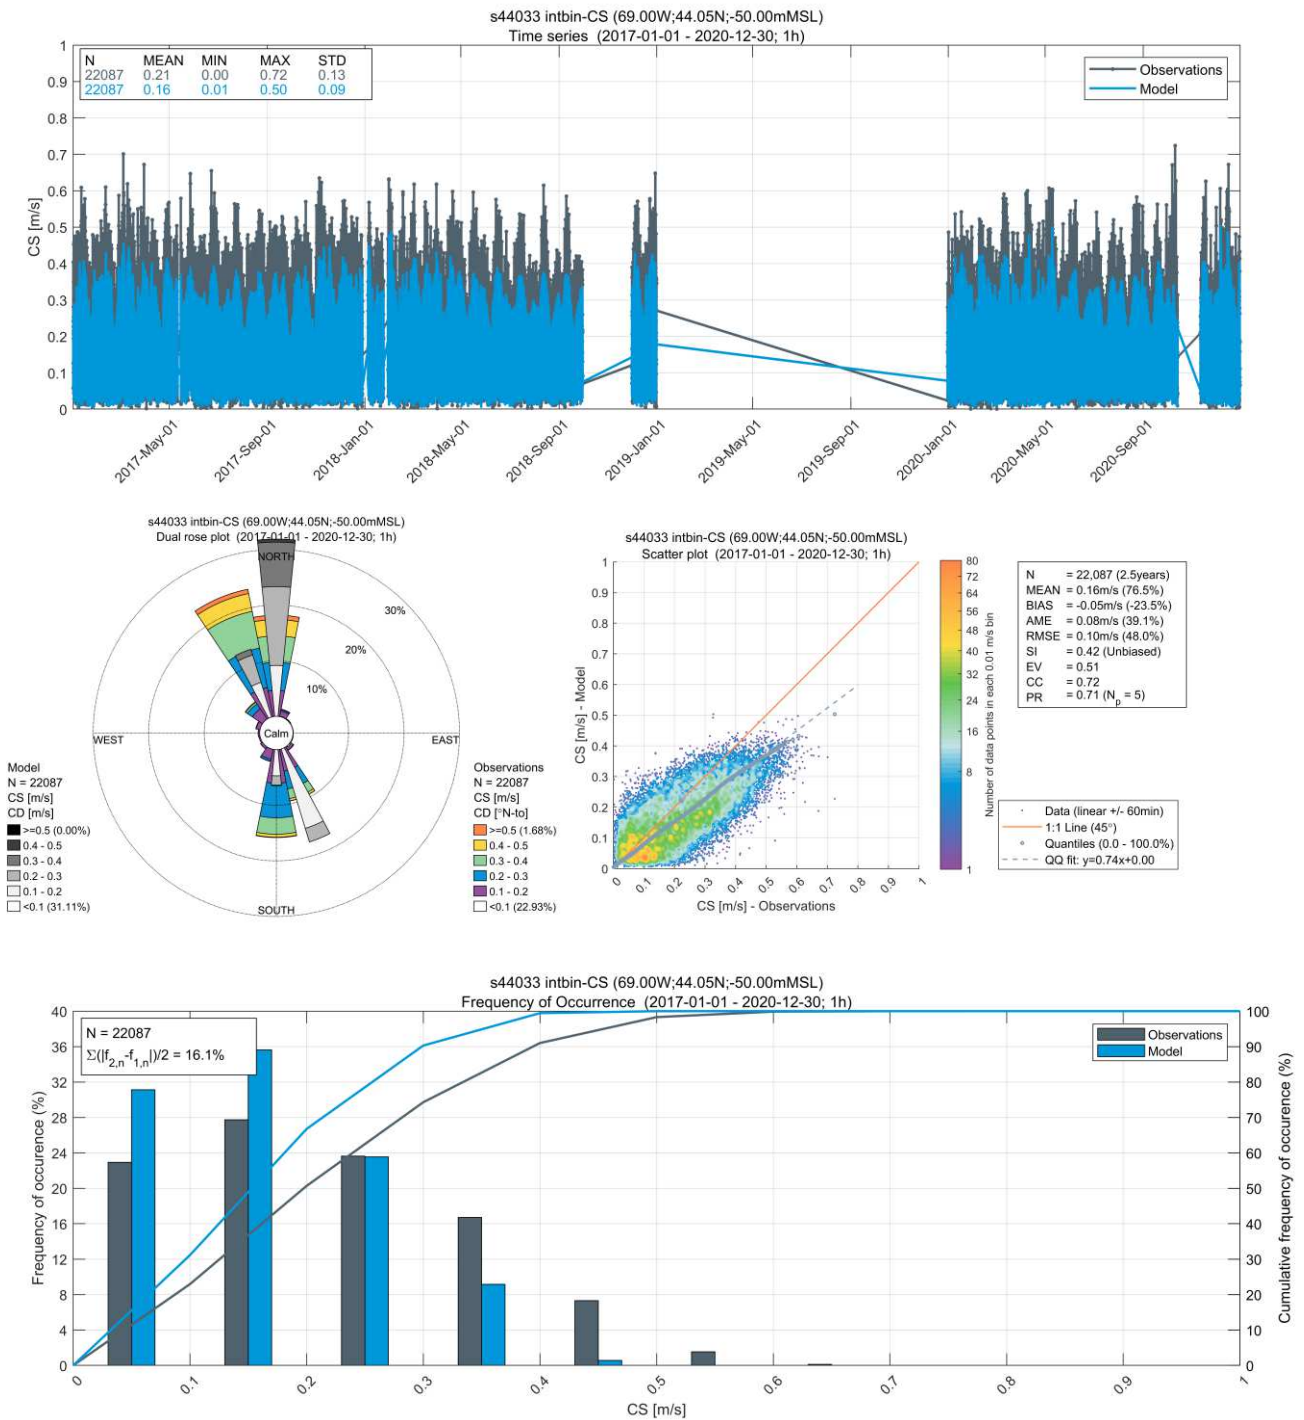 s44033 intbin-CS (69.00W;44.05N;-50.00mMSL)
Time series (2017-01-01 - 2020-12-30; 1h)
N MEAN MIN MAX STD
22087 0.21 0.00 0.72 0.13
22087 0.16 0.01 0.50 0.09
Observations
Model
CS [m/s]
1
0.9
0.8
0.7
0.6
0.5
0.4
0.3
0.2
0.1
0
2017-May-01
2017-Sep-01
2018-Jan-01
2018-May-01
2018-Sep-01
2019-Jan-01
2019-May-01
2019-Sep-01
2020-Jan-01
2020-May-01
2020-Sep-01
s44033 intbin-CS (69.00W;44.05N;-50.00mMSL)
Dual rose plot (2017-01-01 - 2020-12-30; 1h)
NORTH
30%
20%
10%
WEST
Calm
EAST
SOUTH
Model
N = 22087
CS [m/s]
CD [m/s]
>=0.5 (0.00%)
0.4 - 0.5
0.3 - 0.4
0.2 - 0.3
0.1 - 0.2
<0.1 (31.11%)
Observations
N = 22087
CS [m/s]
CD [°N-to]
>=0.5 (1.68%)
0.4 - 0.5
0.3 - 0.4
0.2 - 0.3
0.1 - 0.2
<0.1 (22.93%)
s44033 intbin-CS (69.00W;44.05N;-50.00mMSL)
Scatter plot (2017-01-01 - 2020-12-30; 1h)
CS [m/s] - Model
1
0.9
0.8
0.7
0.6
0.5
0.4
0.3
0.2
0.1
0
0 0.1 0.2 0.3 0.4 0.5 0.6 0.7 0.8 0.9 1
CS [m/s] - Observations
80
72
64
56
48
40
32
24
16
8
1
Number of data points in each 0.01 m/s bin
N = 22,087 (2.5years)
MEAN = 0.16m/s (76.5%)
BIAS = -0.05m/s (-23.5%)
AME = 0.08m/s (39.1%)
RMSE = 0.10m/s (48.0%)
SI = 0.42 (Unbiased)
EV = 0.51
CC = 0.72
PR = 0.71 (Np = 5)
Data (linear +/- 60min)
1:1 Line (45°)
Quantiles (0.0 - 100.0%)
QQ fit: y=0.74x+0.00
s44033 intbin-CS (69.00W;44.05N;-50.00mMSL)
Frequency of Occurrence (2017-01-01 - 2020-12-30; 1h)
N = 22087
Σ(|f2,n-f1,n|)/2 = 16.1%
Observations
Model
Frequency of occurence (%)
40
36
32
28
24
20
16
12
8
4
0
100
90
80
70
60
50
40
30
20
10
0
Cumulative frequency of occurence (%)
0 0.1 0.2 0.3 0.4 0.5 0.6 0.7 0.8 0.9 1
CS [m/s]